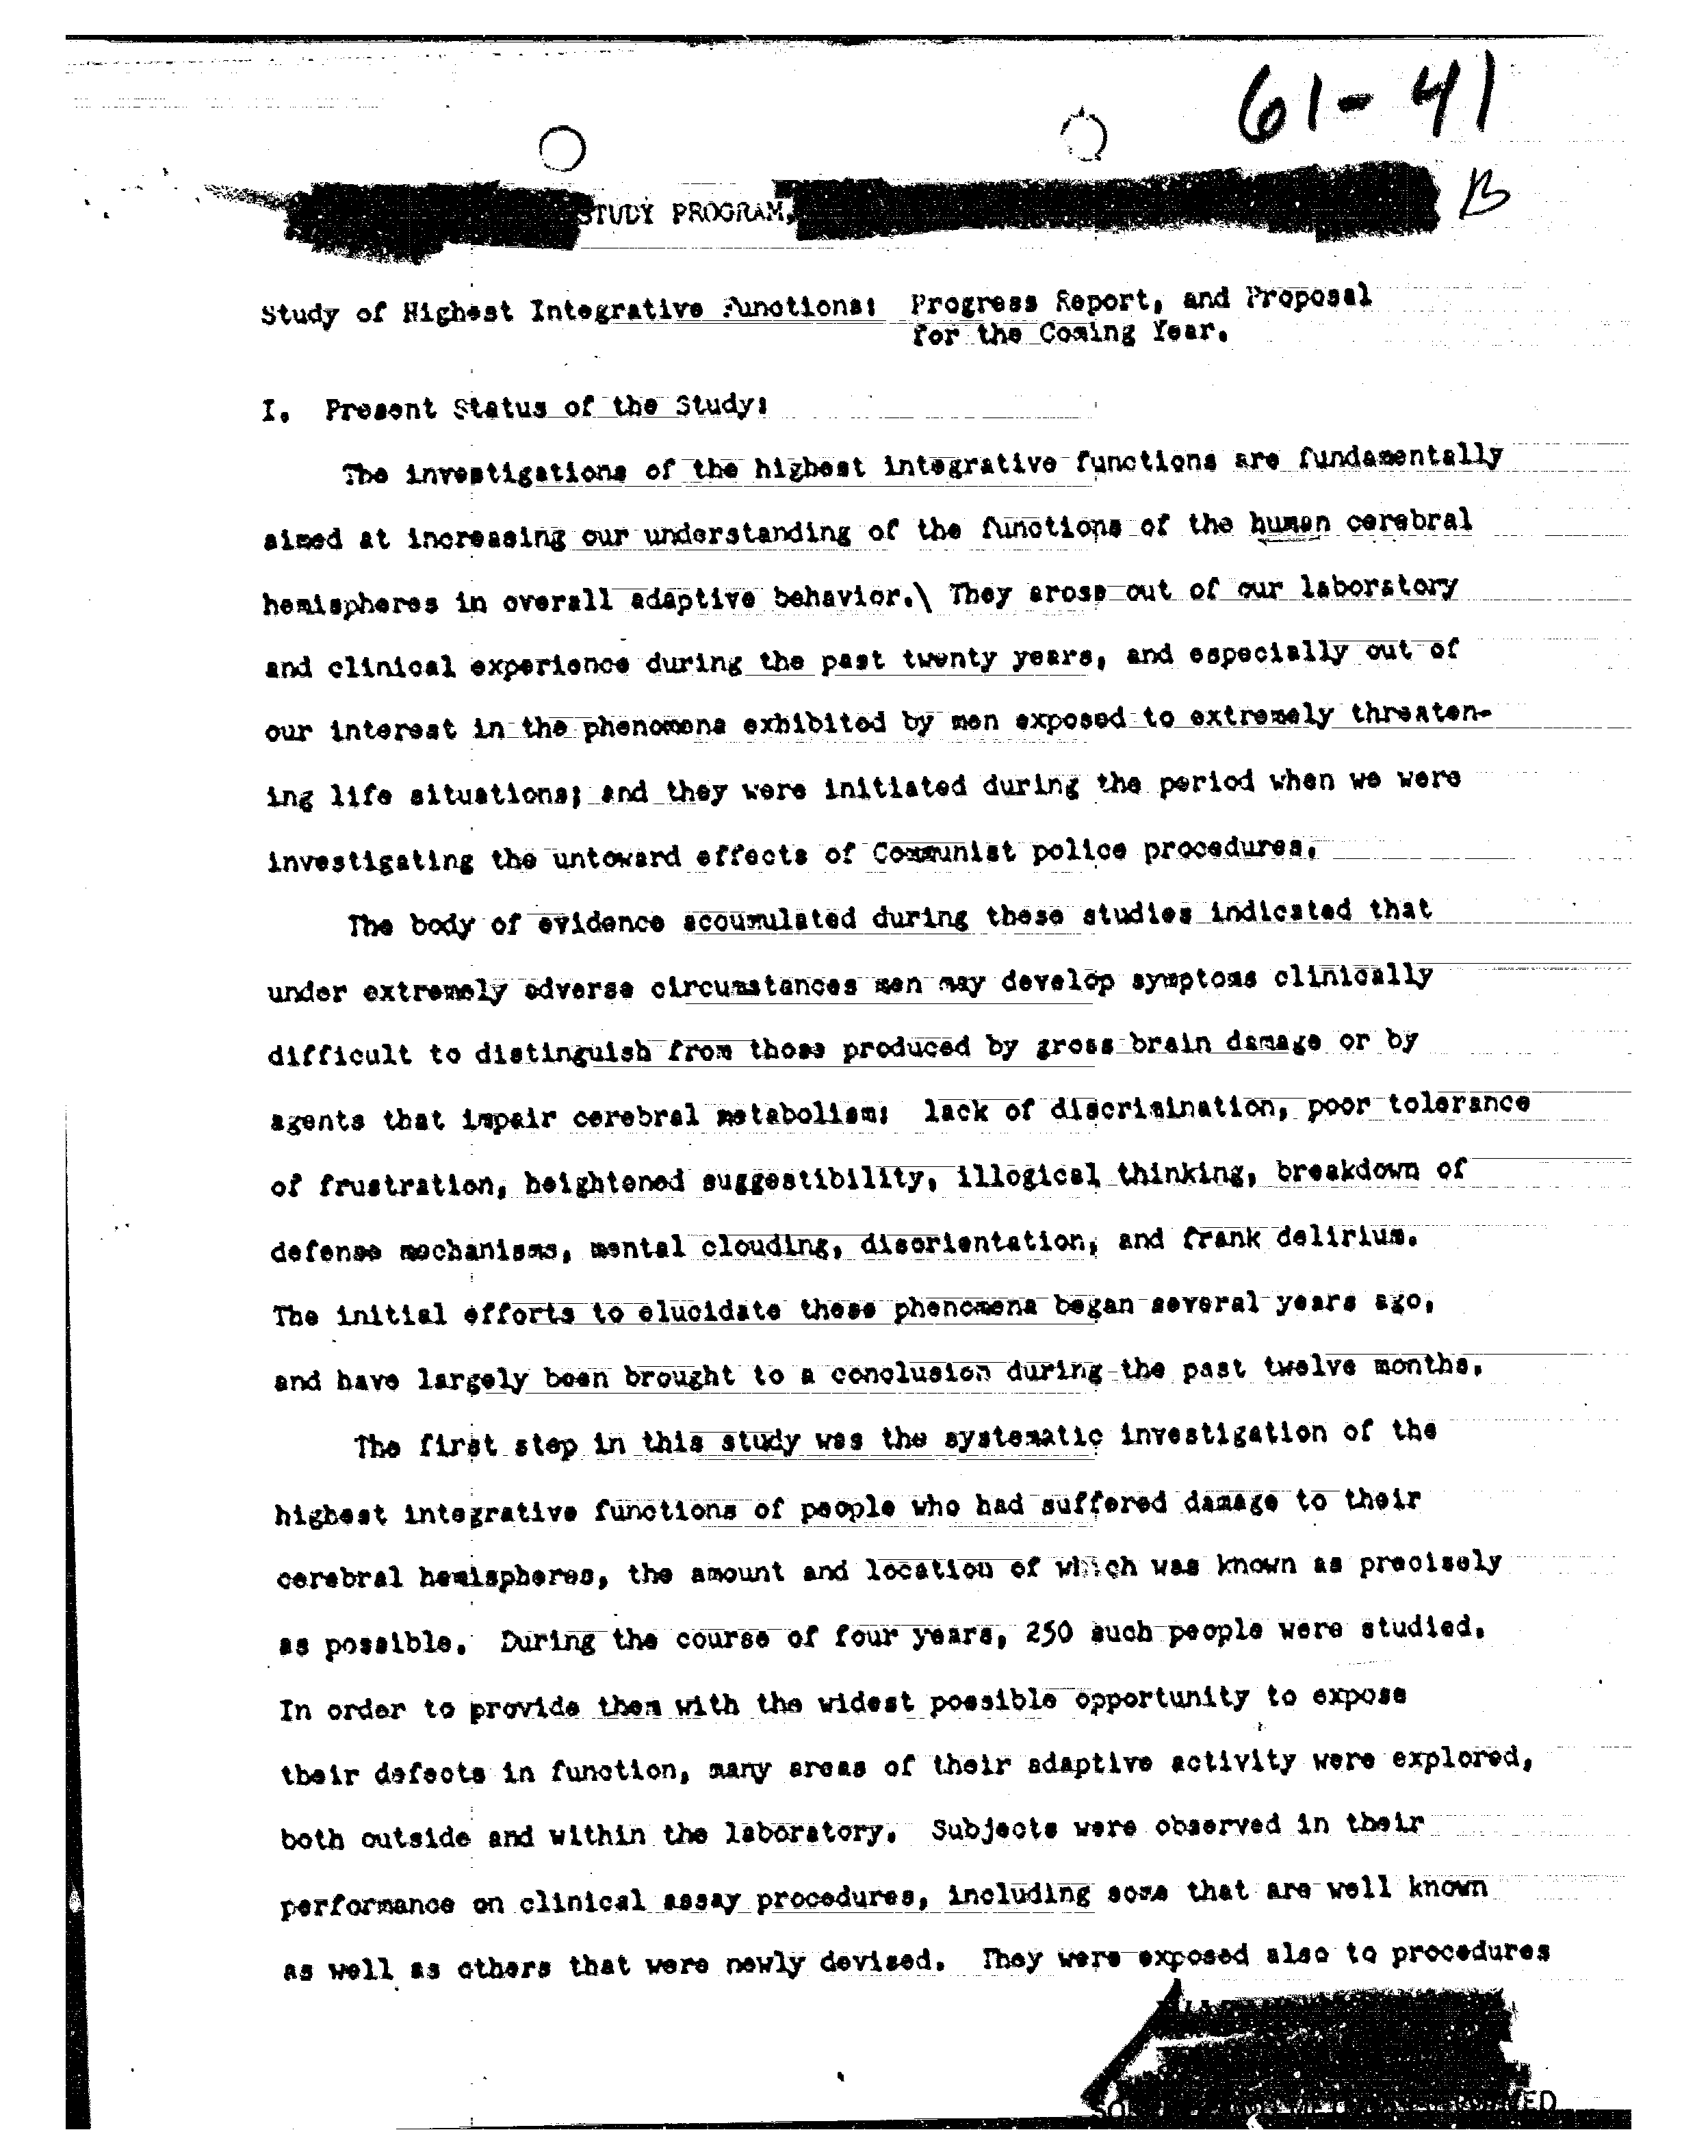 61-41
B
STUDY PROGRAM,
Study of Highest Integrative Functions: Progress Report, and Proposal
for the Coming Year.
I. Present Status of the Study:
The investigations of the highest integrative functions are fundamentally
aimed at increasing our understanding of the functions of the human cerebral
hemispheres in overall adaptive behavior.\ They arose out of our laboratory
and clinical experience during the past twenty years, and especially out of
our interest in the phenomena exhibited by men exposed to extremely threaten-
ing life situations; and they were initiated during the period when we were
investigating the untoward effects of Communist police procedures.
The body of evidence accumulated during these studies indicated that
under extremely adverse circumstances men may develop symptoms clinically
difficult to distinguish from those produced by gross brain damage or by
agents that impair cerebral metabolism: lack of discrimination, poor tolerance
of frustration, heightened suggestibility, illogical thinking, breakdown of
defense mechanisms, mental clouding, disorientation, and frank delirium.
The initial efforts to elucidate these phenomena began several years ago,
and have largely been brought to a conclusion during the past twelve months.
The first step in this study was the systematic investigation of the
highest integrative functions of people who had suffered damage to their
cerebral hemispheres, the amount and location of which was known as precisely
as possible. During the course of four years, 250 such people were studied.
In order to provide them with the widest possible opportunity to expose
their defects in function, many areas of their adaptive activity were explored,
both outside and within the laboratory. Subjects were observed in their
performance on clinical assay procedures, including some that are well known
as well as others that were newly devised. They were exposed also to procedures